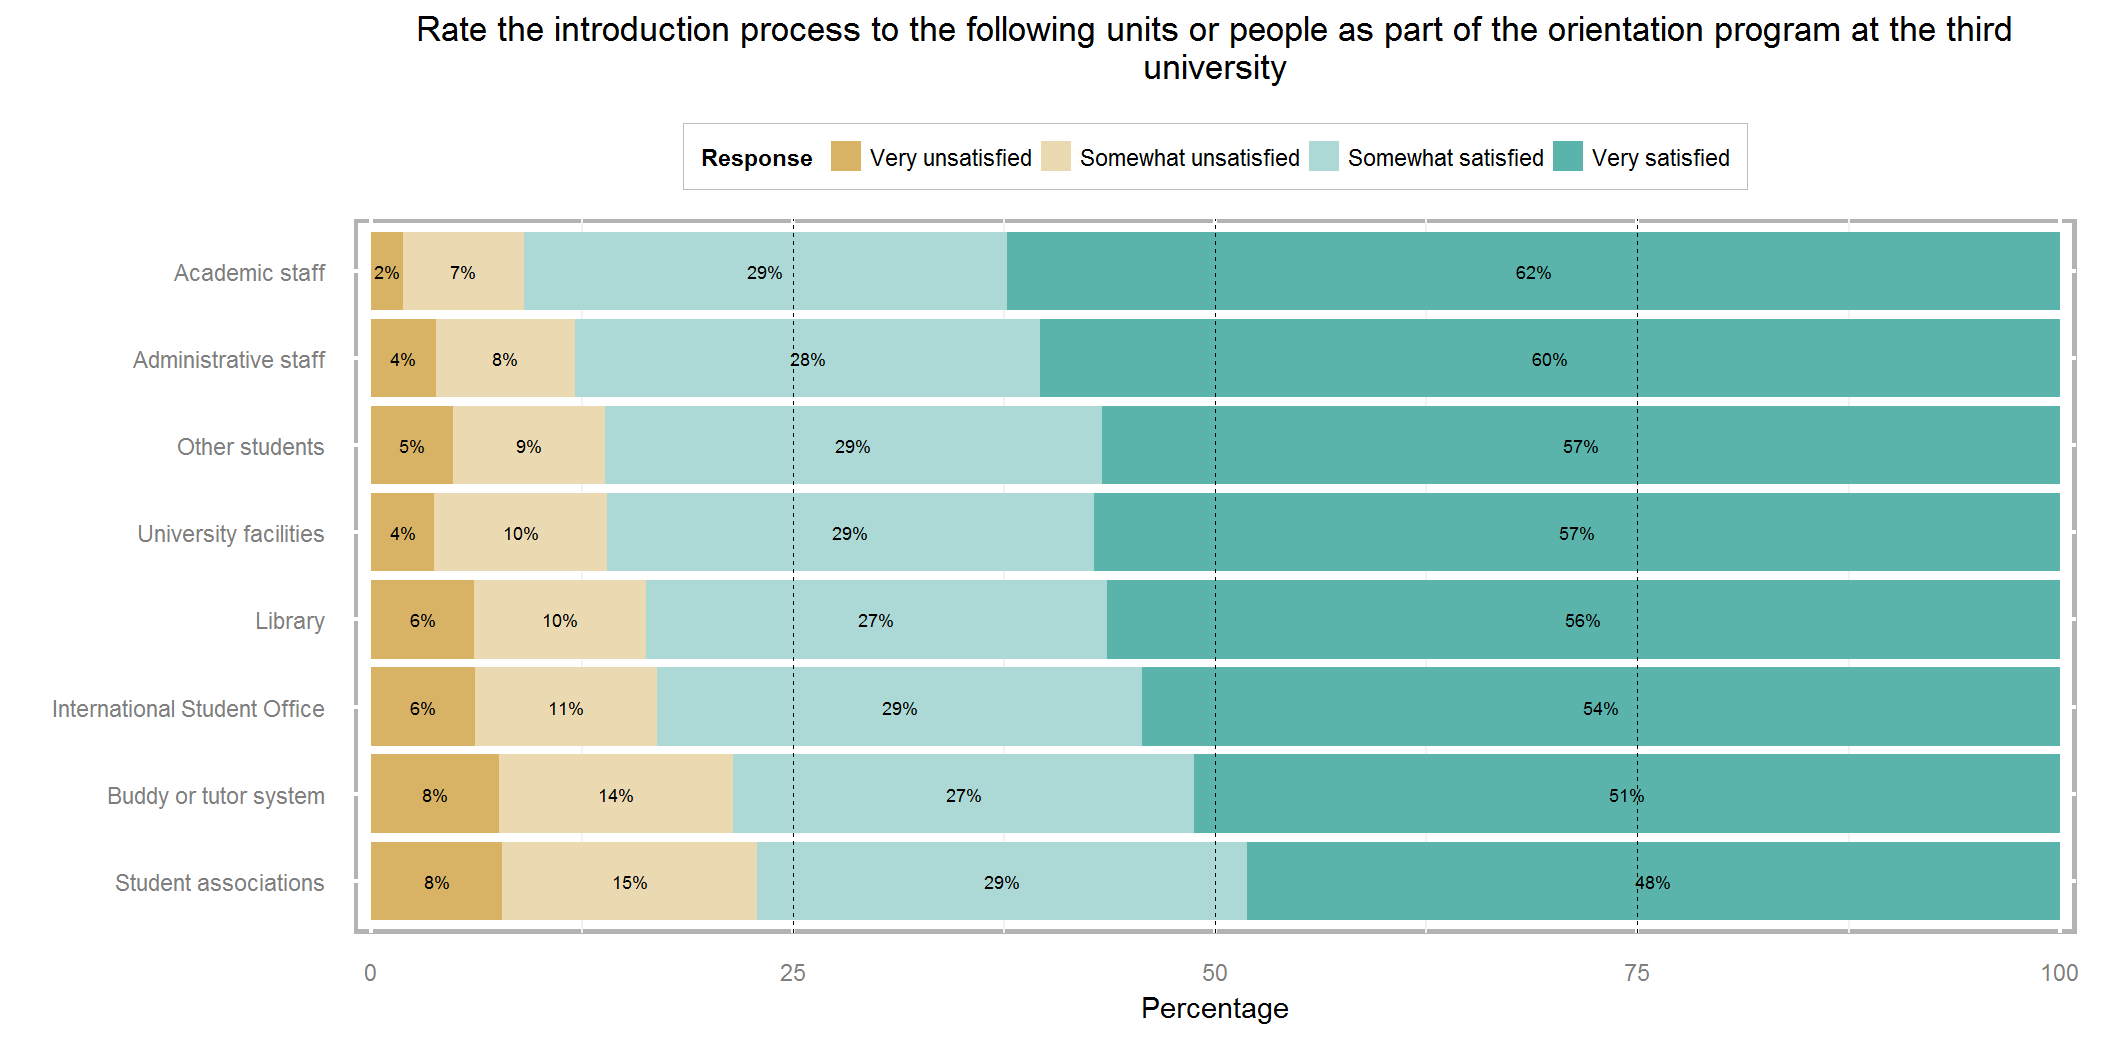 Rate the introduction process to the following units or people as part of the orientation program at the third
university
Response Very unsatisfied Somewhat unsatisfied Somewhat satisfied Very satisfied
Academic staff 2% 7% 29% 62%
Administrative staff 4% 8% 28% 60%
Other students 5% 9% 29% 57%
University facilities 4% 10% 29% 57%
Library 6% 10% 27% 56%
International Student Office 6% 11% 29% 54%
Buddy or tutor system 8% 14% 27% 51%
Student associations 8% 15% 29% 48%
0 25 50 75 100
Percentage